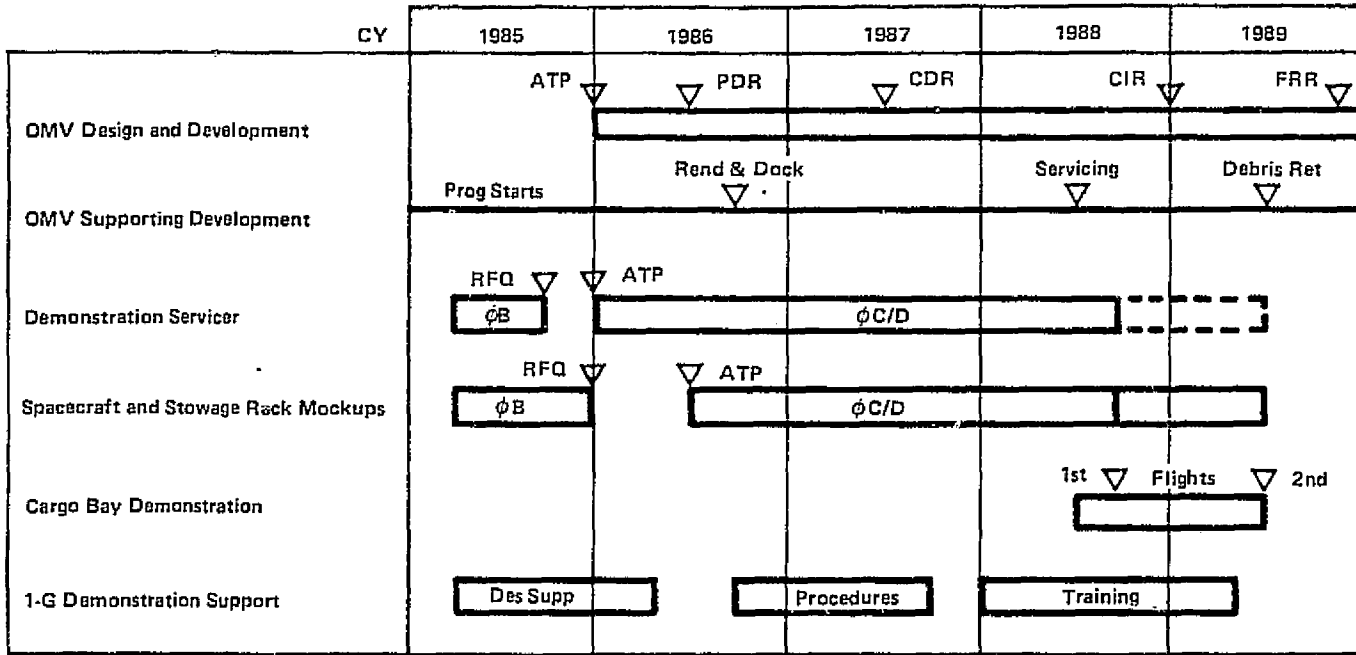 CY 1985 1986 1987 1988 1989
ATP PDR CDR CIR FRR
OMV Design and Development
Rend & Dock Servicing Debris Ret
Prog Starts
OMV Supporting Development
RFQ ATP
Demonstration Servicer ϕB ϕC/D
RFQ ATP
Spacecraft and Stowage Rack Mockups ϕB ϕC/D
1st Flights 2nd
Cargo Bay Demonstration
1-G Demonstration Support Des Supp Procedures Training